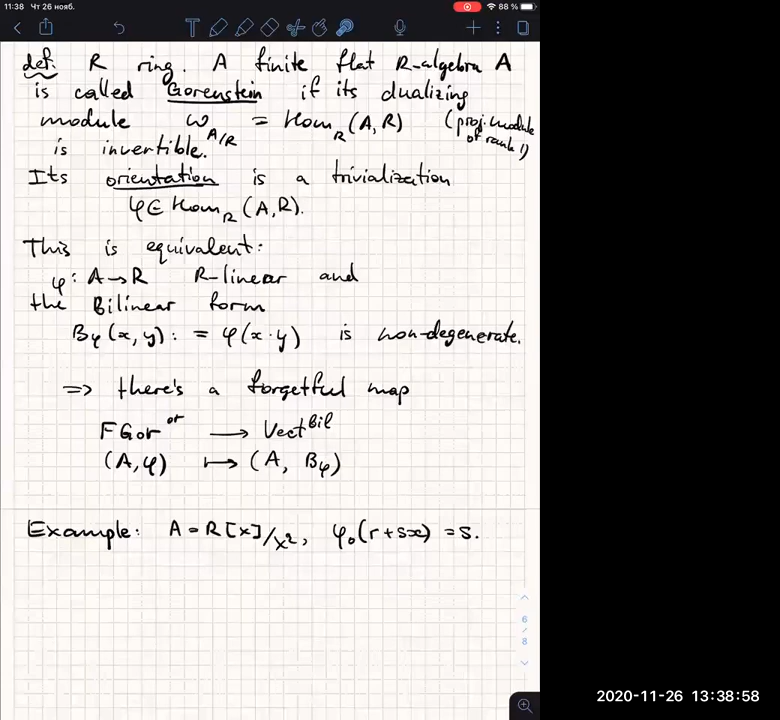 11:38 Чт 26 нояб.
88 %
def. R ring. A finite flat R-algebra A
is called Gorenstein if its dualizing
module ω_{A/R} = Hom_R (A, R) (proj. module of rank 1)
is invertible.
Its orientation is a trivialization
φ ∈ Hom_R (A, R).
This is equivalent:
φ: A → R R-linear and
the Bilinear form
B_φ (x, y) := φ(x·y) is non-degenerate.
⇒ there's a forgetful map
FGor^{or} → Vect^{Bil}
(A, φ) ↦ (A, B_φ)
Example: A = R[x]/x², φ₀(r+sx) = s.
6
/
8
2020-11-26 13:38:58